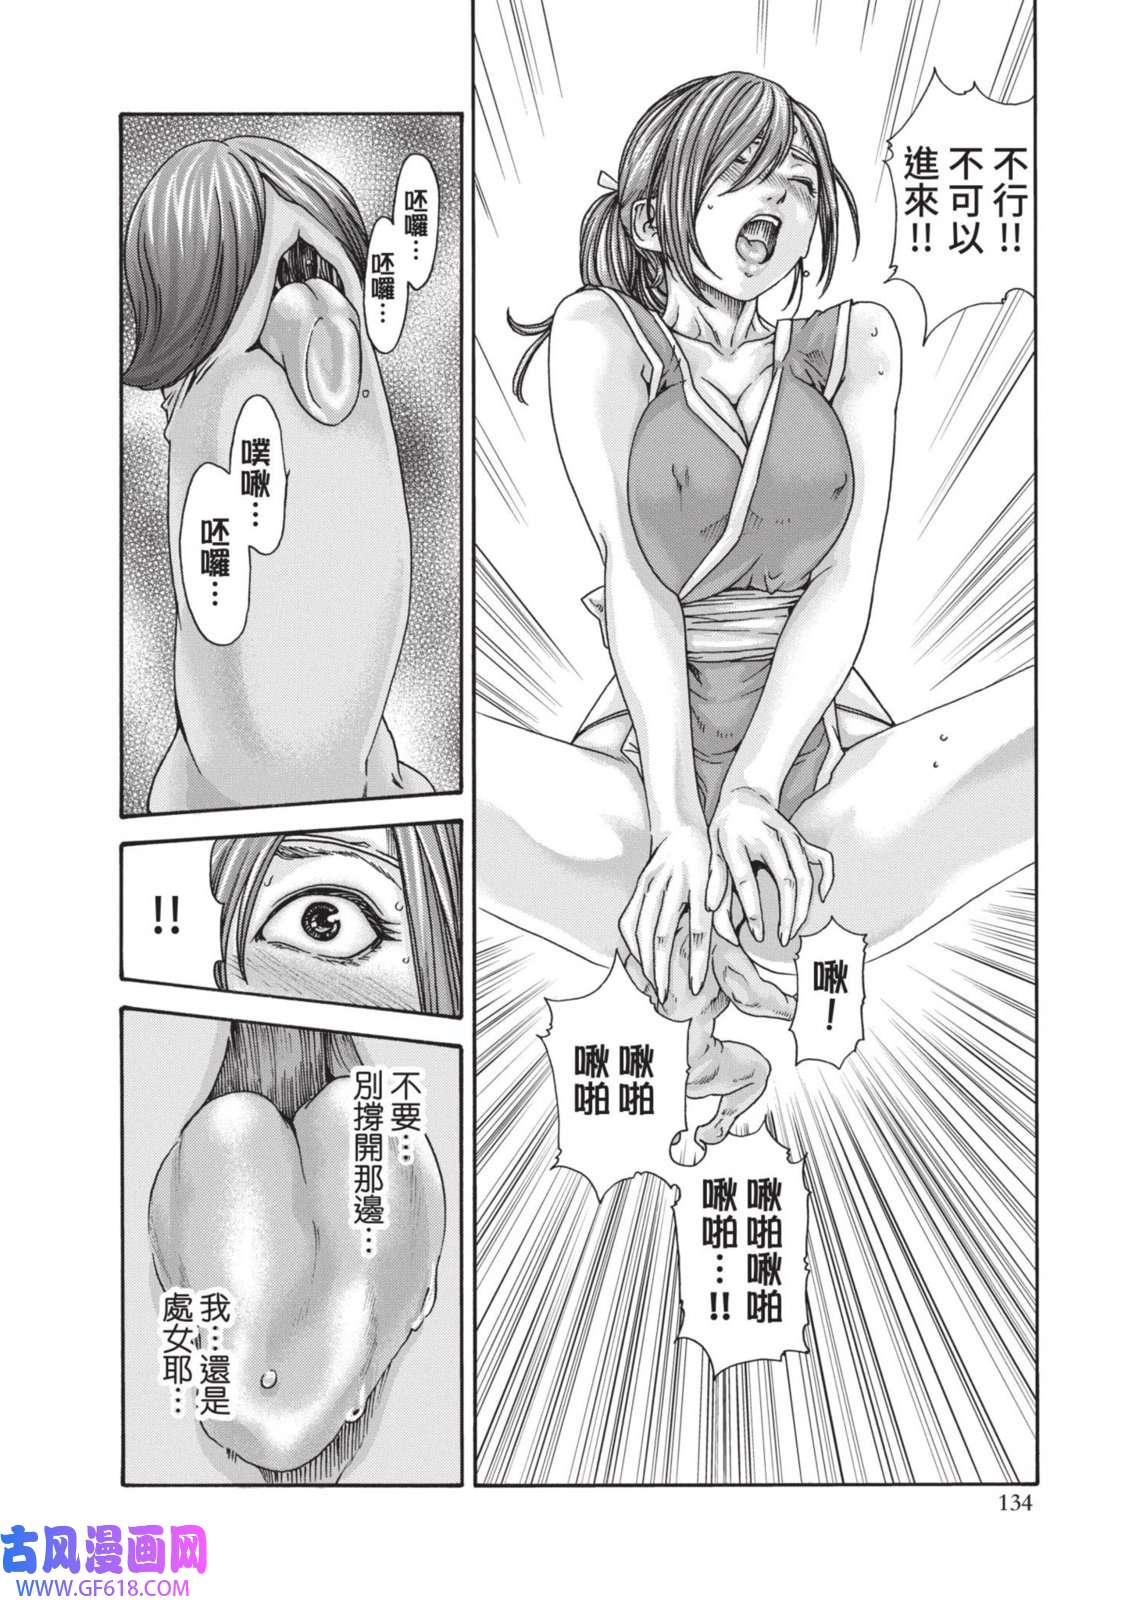 不行!!
不可以
進來!!
啾!
啾啪
啾啪
啾啪啾啪
啾啪…!!
呸囉…
呸囉…
噗啾…
呸囉…
!!
不要…
別撐開那邊…
我…還是
處女耶…
134
古风漫画网
WWW.GF618.COM